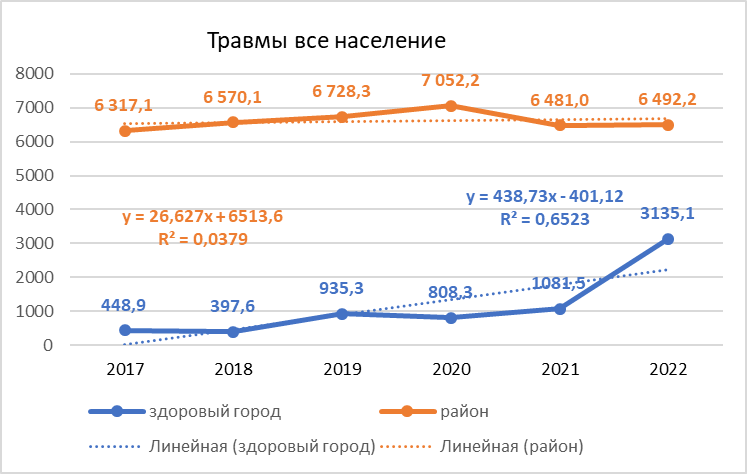 Травмы все население
8000
7000
6000
5000
4000
3000
2000
1000
0
6 317,1
6 570,1
6 728,3
7 052,2
6 481,0
6 492,2
y = 26,627x + 6513,6
R² = 0,0379
y = 438,73x - 401,12
R² = 0,6523
448,9
397,6
935,3
808,3
1081,5
3135,1
2017 2018 2019 2020 2021 2022
здоровый город
район
Линейная (здоровый город)
Линейная (район)